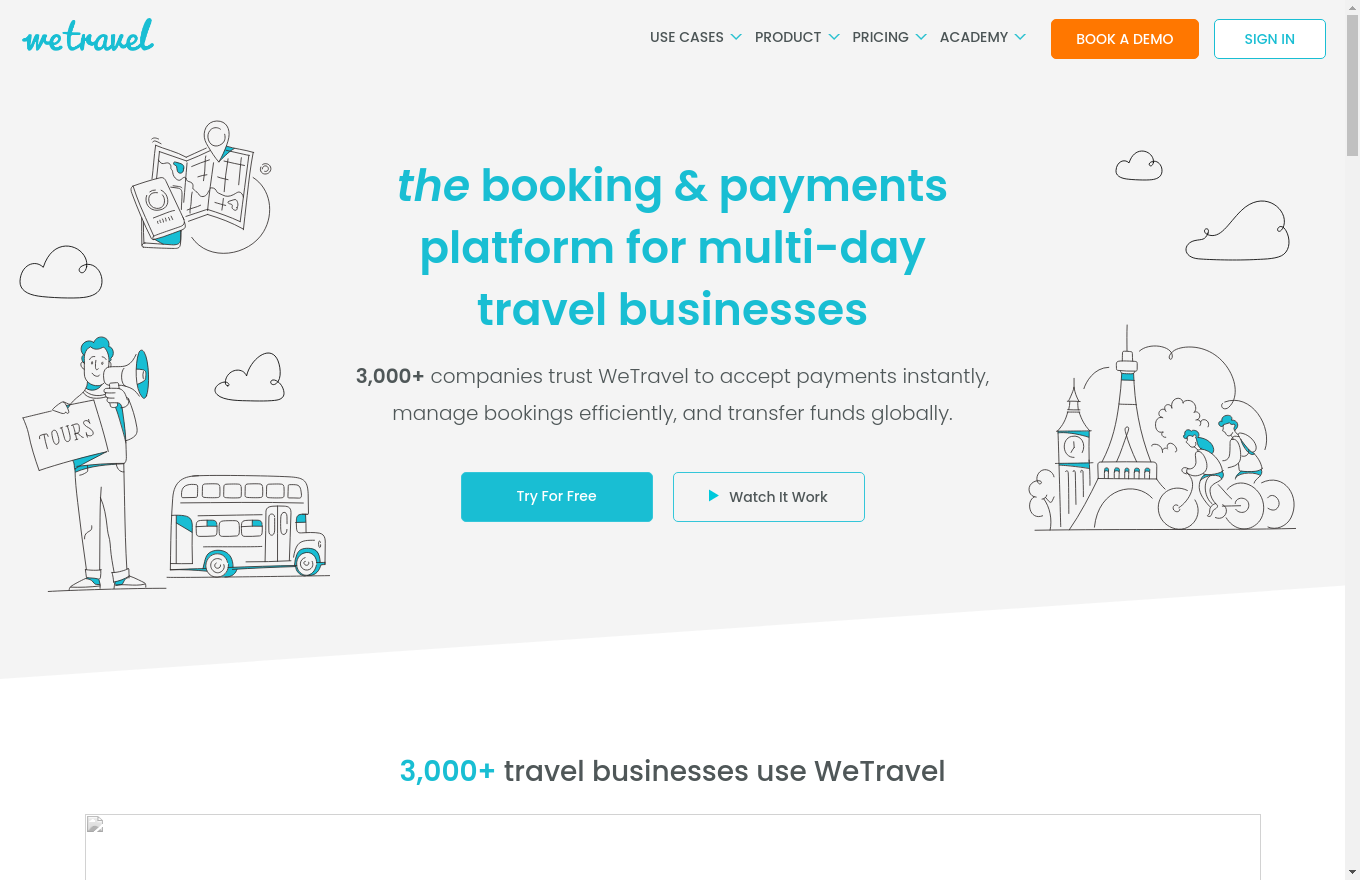 wetravel
USE CASES PRODUCT PRICING ACADEMY BOOK A DEMO SIGN IN
the booking & payments
platform for multi-day
travel businesses
3,000+ companies trust WeTravel to accept payments instantly,
manage bookings efficiently, and transfer funds globally.
TOURS
Try For Free Watch It Work
3,000+ travel businesses use WeTravel